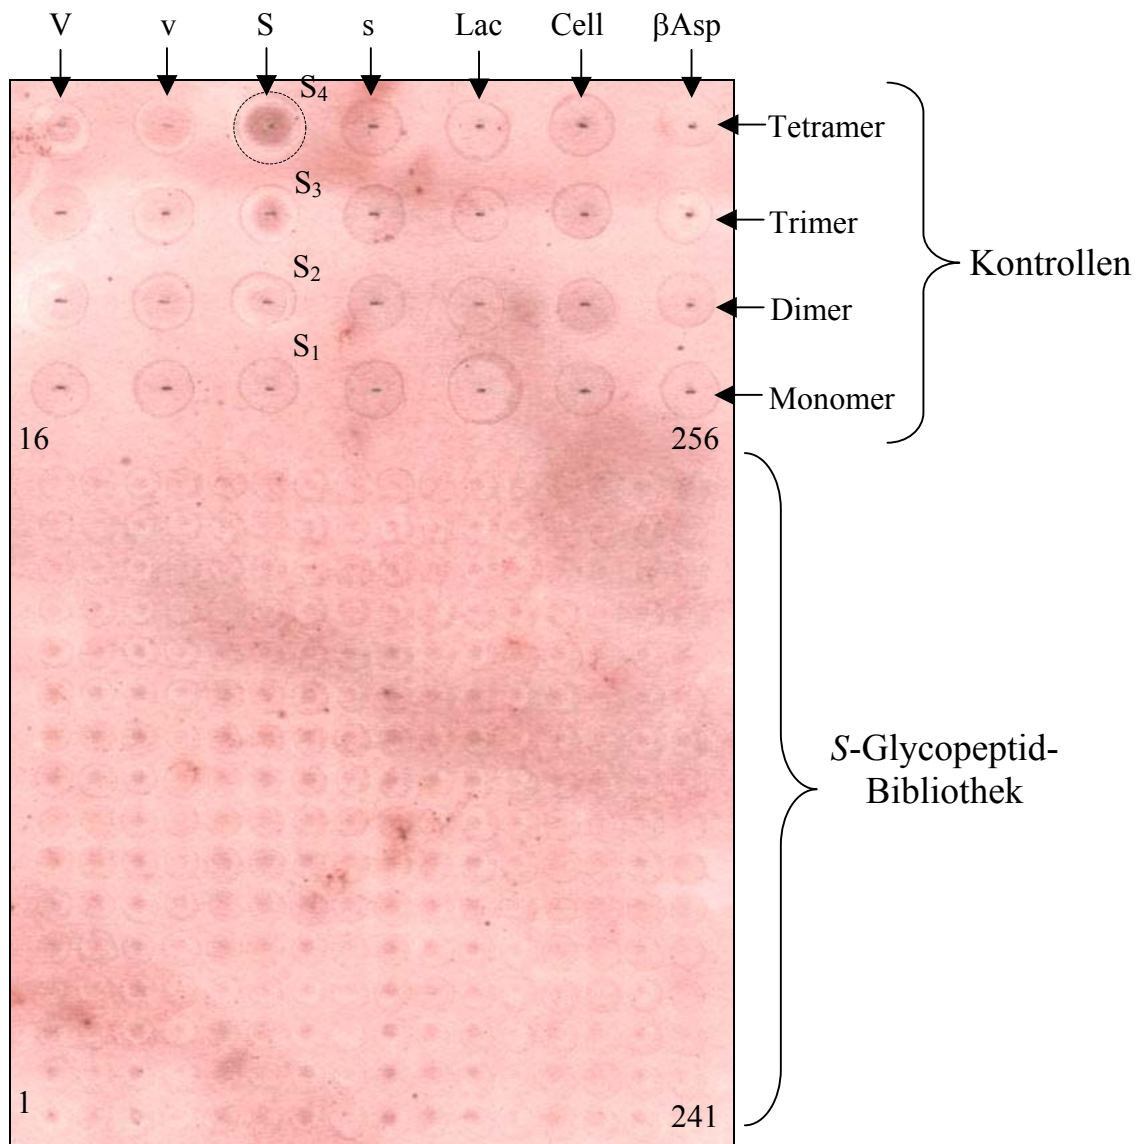 V v S s Lac Cell βAsp
S₄
Tetramer
S₃
Trimer
Kontrollen
S₂
Dimer
S₁
Monomer
16 256
S-Glycopeptid-
Bibliothek
1 241